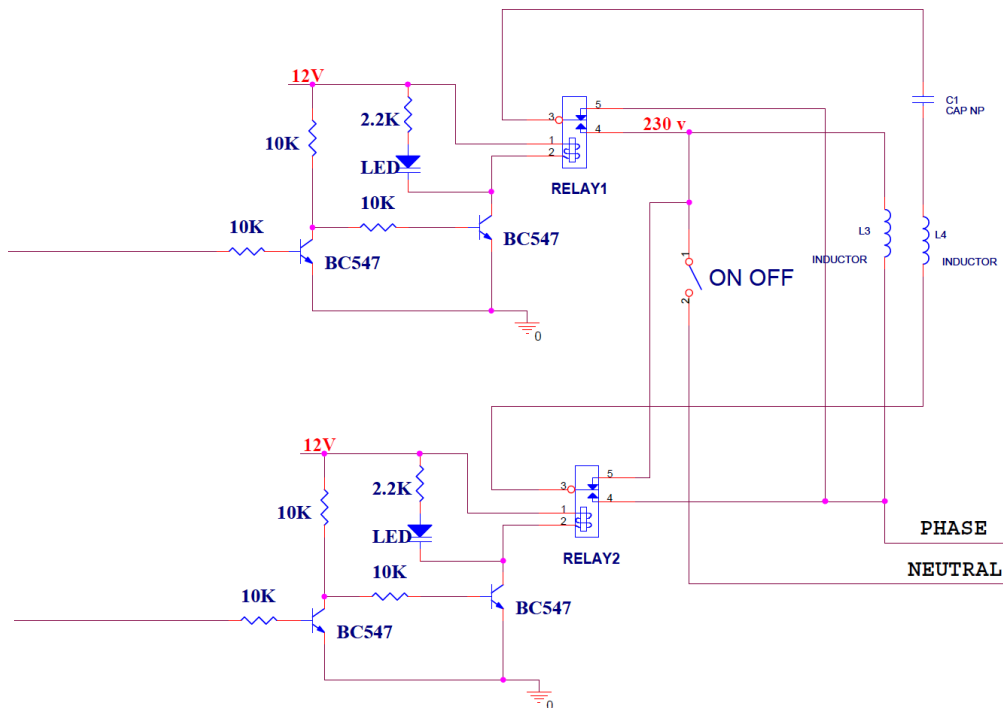 12V
2.2K
10K
LED
10K
10K
BC547
BC547
0
3
5
4
1
2
RELAY1
230 v
C1
CAP NP
L3
INDUCTOR
L4
INDUCTOR
1
ON OFF
2
12V
2.2K
10K
LED
10K
10K
BC547
BC547
0
3
5
4
1
2
RELAY2
PHASE
NEUTRAL